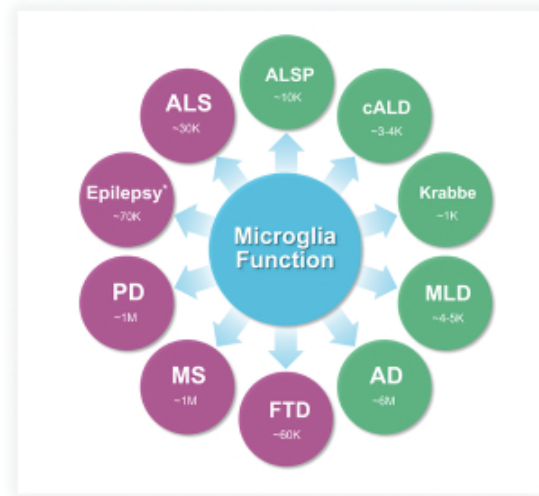 ALSP
~10K
cALD
~3-4K
Krabbe
~1K
MLD
~4-5K
AD
~6M
FTD
~60K
MS
~1M
PD
~1M
Epilepsy*
~70K
ALS
~30K
Microglia
Function